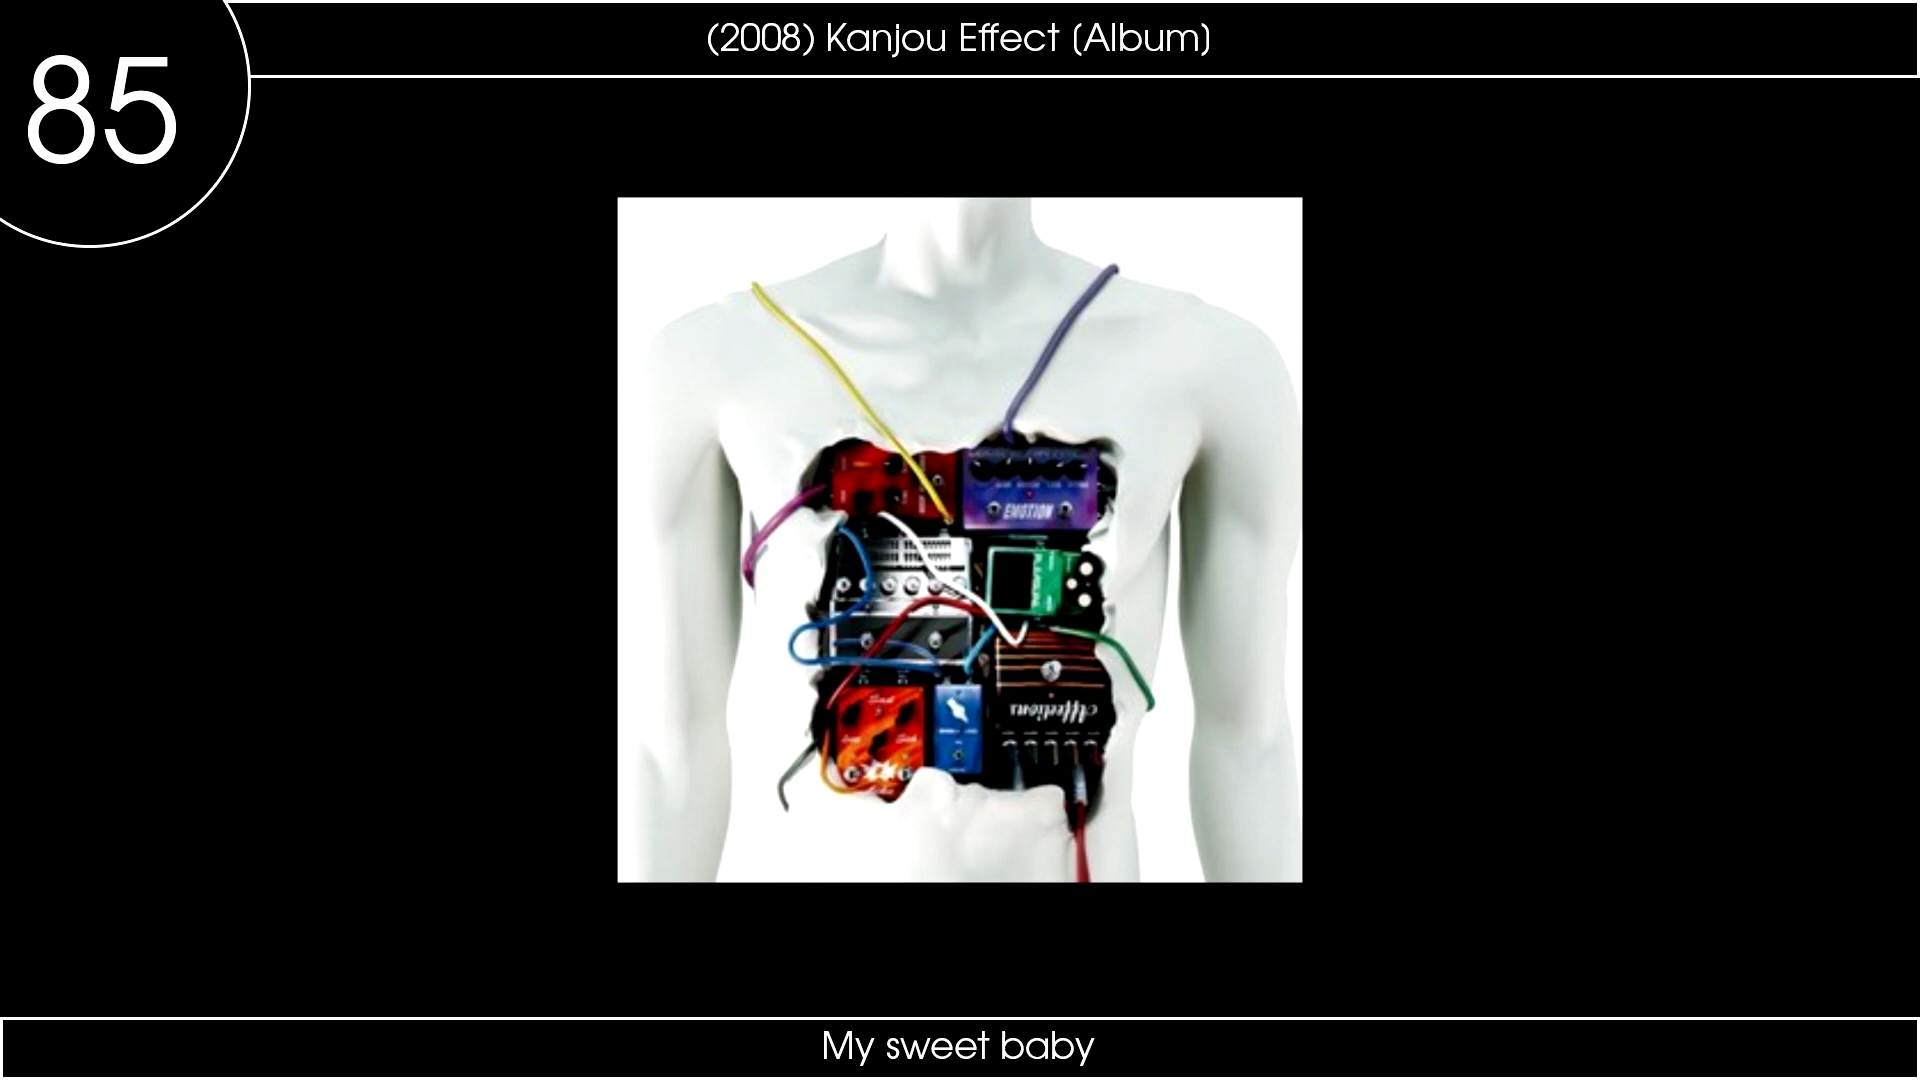 85
(2008) Kanjou Effect (Album)
EMOTION
Affections
My sweet baby